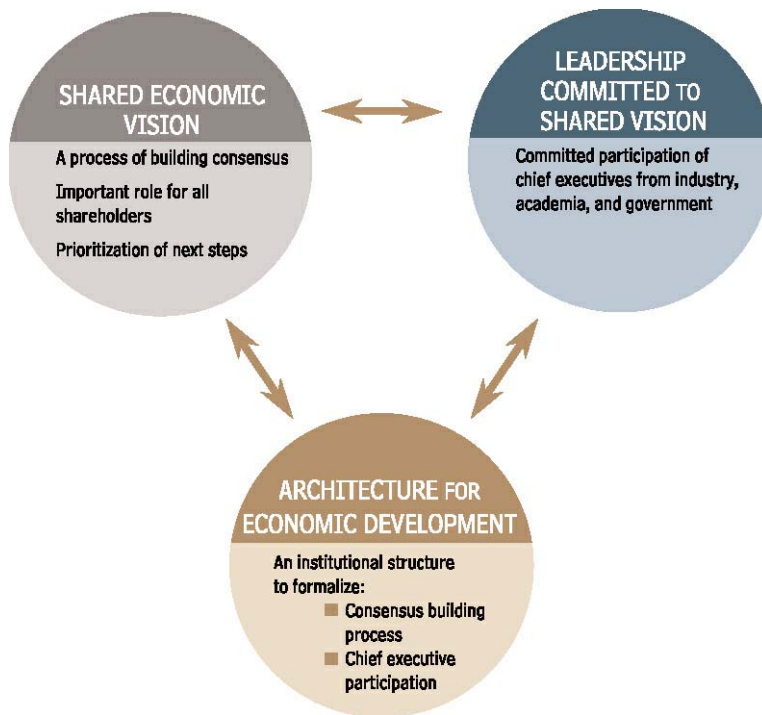 SHARED ECONOMIC
VISION
A process of building consensus
Important role for all
shareholders
Prioritization of next steps
LEADERSHIP
COMMITTED TO
SHARED VISION
Committed participation of
chief executives from industry,
academia, and government
ARCHITECTURE FOR
ECONOMIC DEVELOPMENT
An institutional structure
to formalize:
Consensus building
process
Chief executive
participation